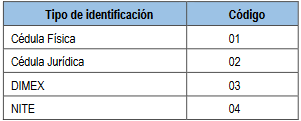 Tipo de identificación Código
Cédula Física 01
Cédula Jurídica 02
DIMEX 03
NITE 04